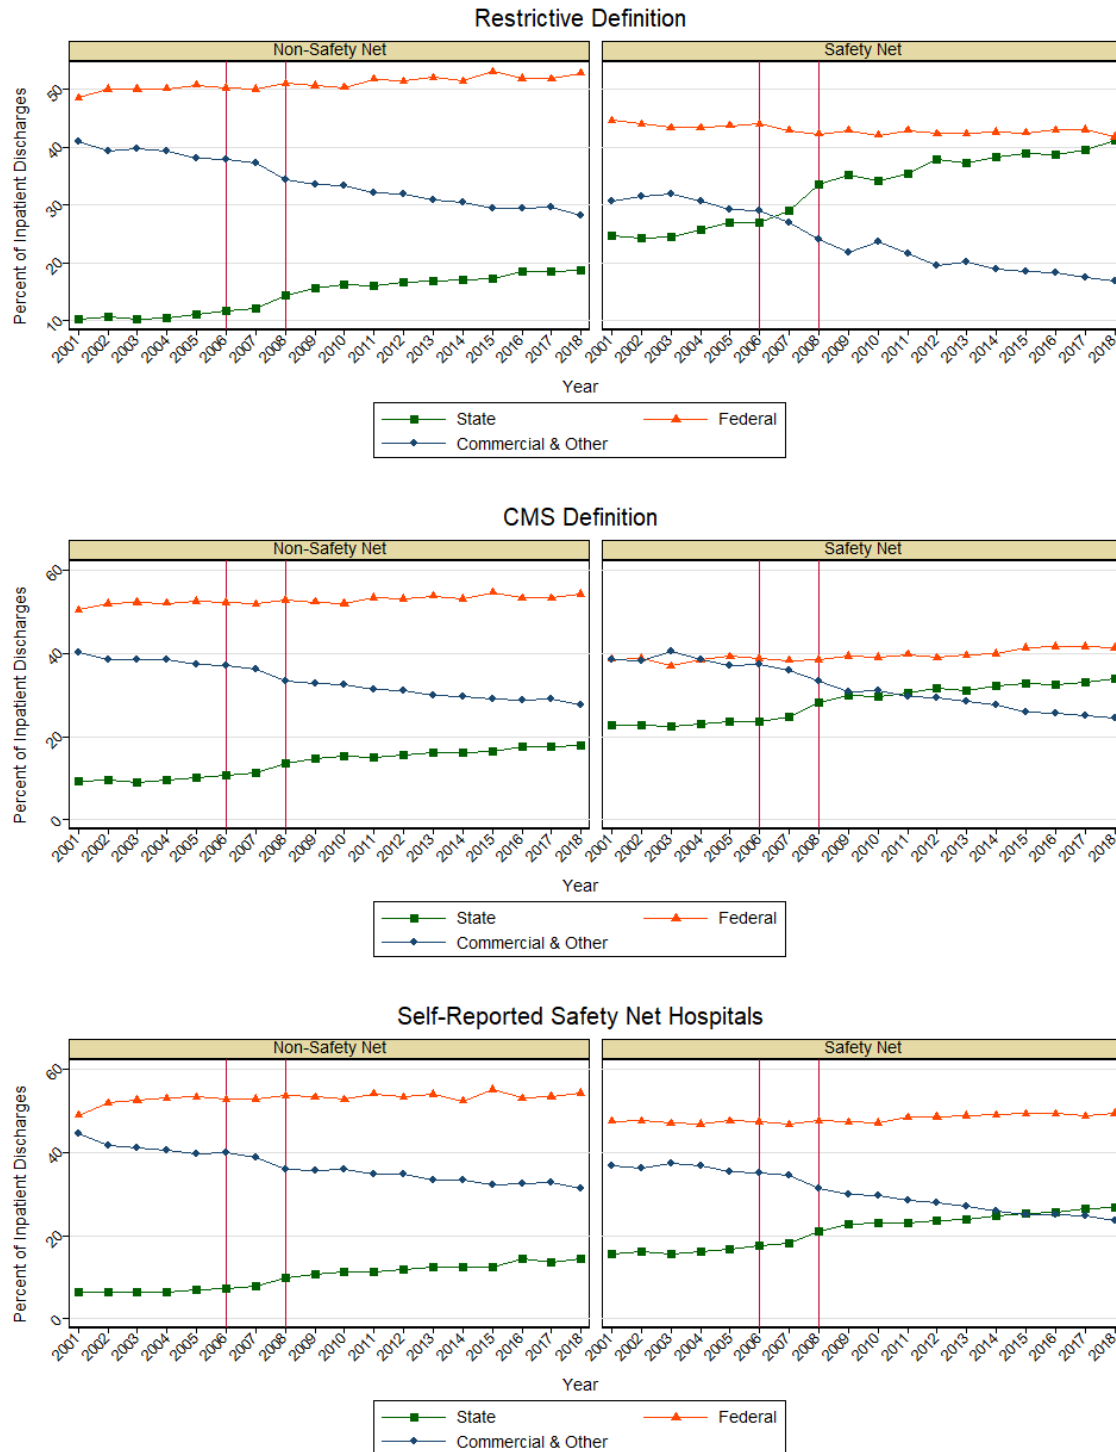 Restrictive Definition
Non-Safety Net
Safety Net
Percent of Inpatient Discharges
50
40
30
20
10
2001 2002 2003 2004 2005 2006 2007 2008 2009 2010 2011 2012 2013 2014 2015 2016 2017 2018
2001 2002 2003 2004 2005 2006 2007 2008 2009 2010 2011 2012 2013 2014 2015 2016 2017 2018
Year
State
Federal
Commercial & Other
CMS Definition
Non-Safety Net
Safety Net
Percent of Inpatient Discharges
60
40
20
0
2001 2002 2003 2004 2005 2006 2007 2008 2009 2010 2011 2012 2013 2014 2015 2016 2017 2018
2001 2002 2003 2004 2005 2006 2007 2008 2009 2010 2011 2012 2013 2014 2015 2016 2017 2018
Year
State
Federal
Commercial & Other
Self-Reported Safety Net Hospitals
Non-Safety Net
Safety Net
Percent of Inpatient Discharges
60
40
20
0
2001 2002 2003 2004 2005 2006 2007 2008 2009 2010 2011 2012 2013 2014 2015 2016 2017 2018
2001 2002 2003 2004 2005 2006 2007 2008 2009 2010 2011 2012 2013 2014 2015 2016 2017 2018
Year
State
Federal
Commercial & Other